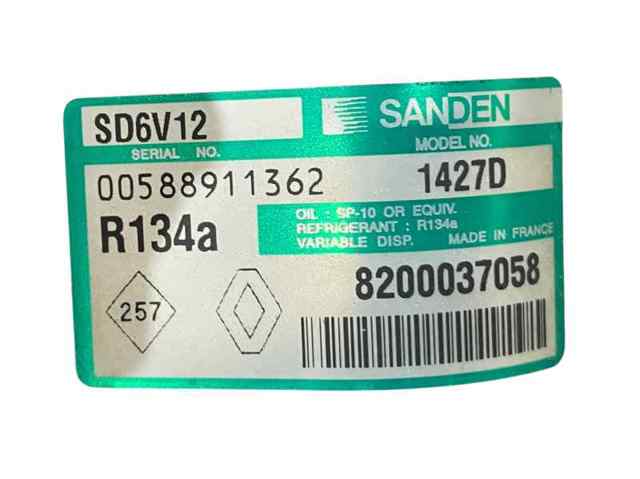 SD6V12
SANDEN
SERIAL NO.
MODEL NO.
00588911362
1427D
R134a
OIL : SP-10 OR EQUIV.
REFRIGERANT : R134a
VARIABLE DISP. MADE IN FRANCE
8200037058
257